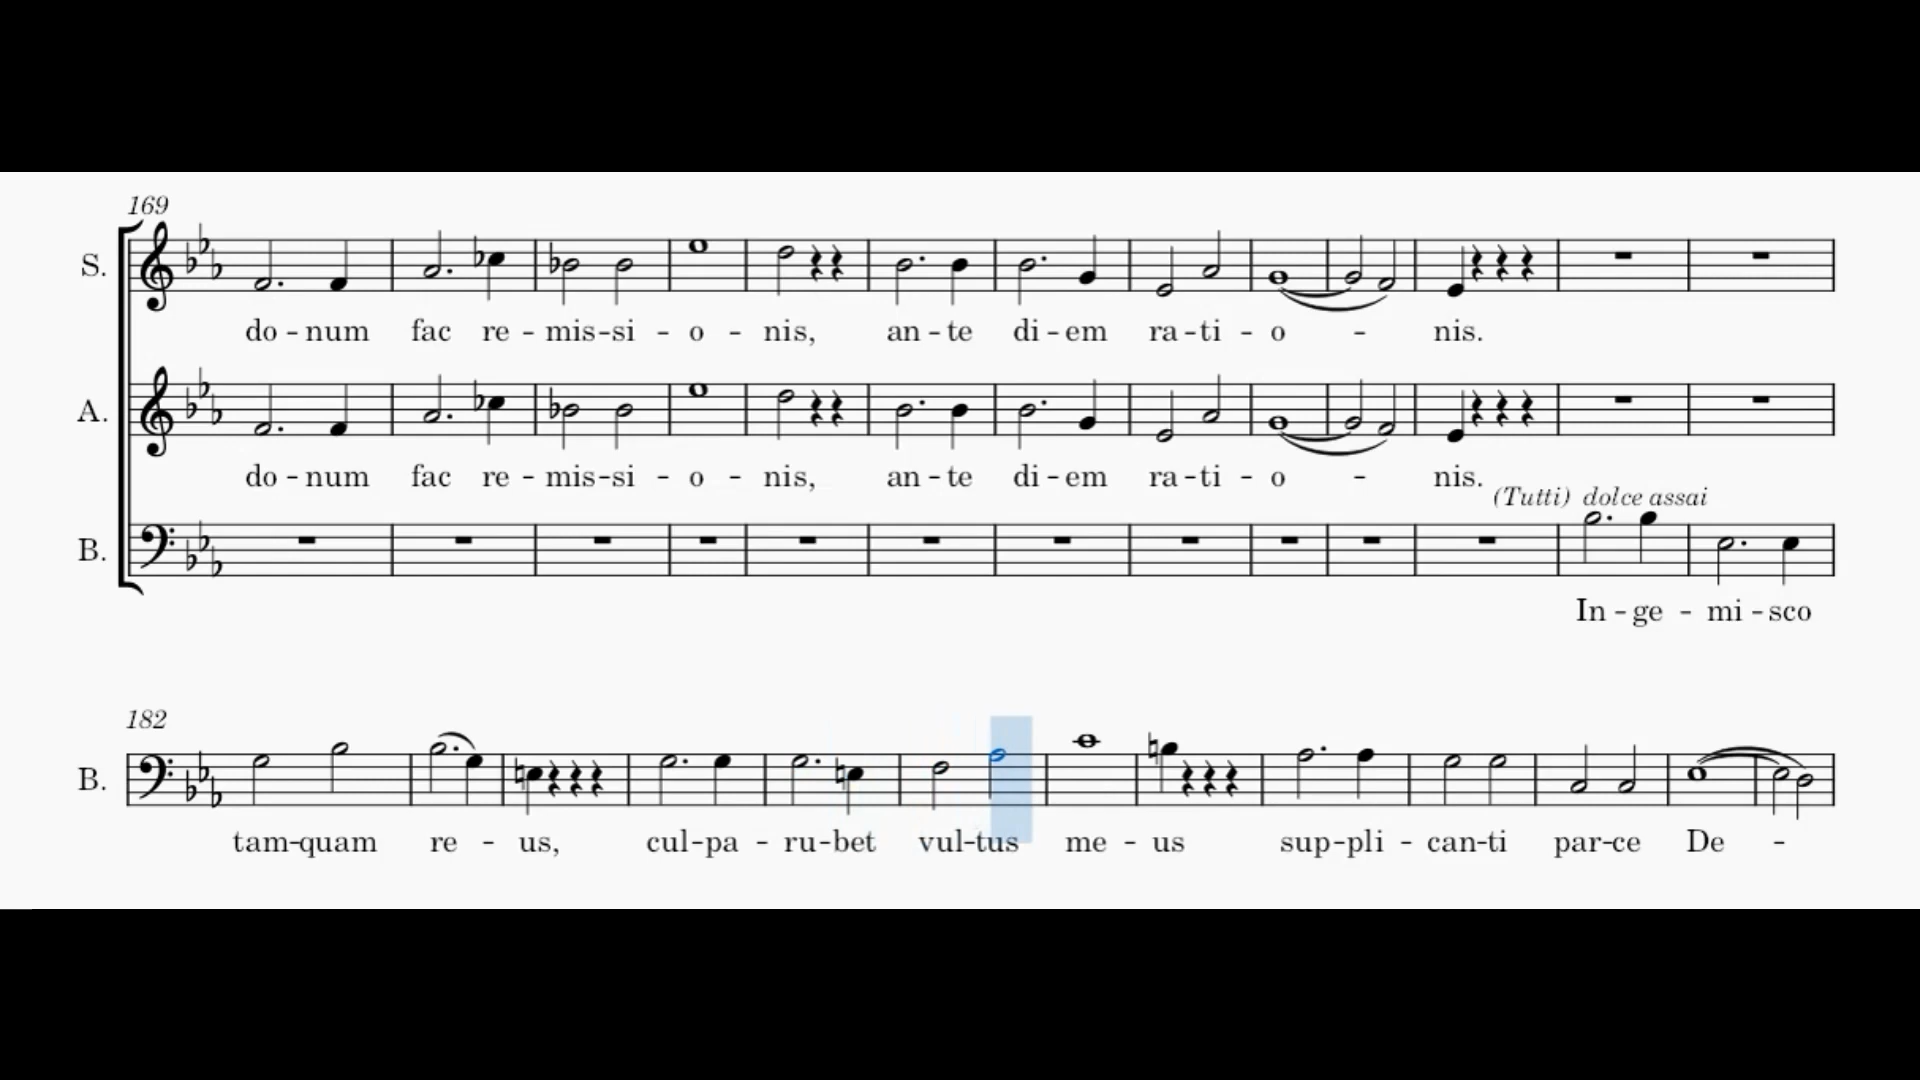 169
S.
do - num fac re - mis - si - o - nis, an - te di - em ra - ti - o - nis.
A.
do - num fac re - mis - si - o - nis, an - te di - em ra - ti - o - nis.
(Tutti) dolce assai
B.
In - ge - mi - sco
182
B.
tam - quam re - us, cul - pa - ru - bet vul - tus me - us sup - pli - can - ti par - ce De -